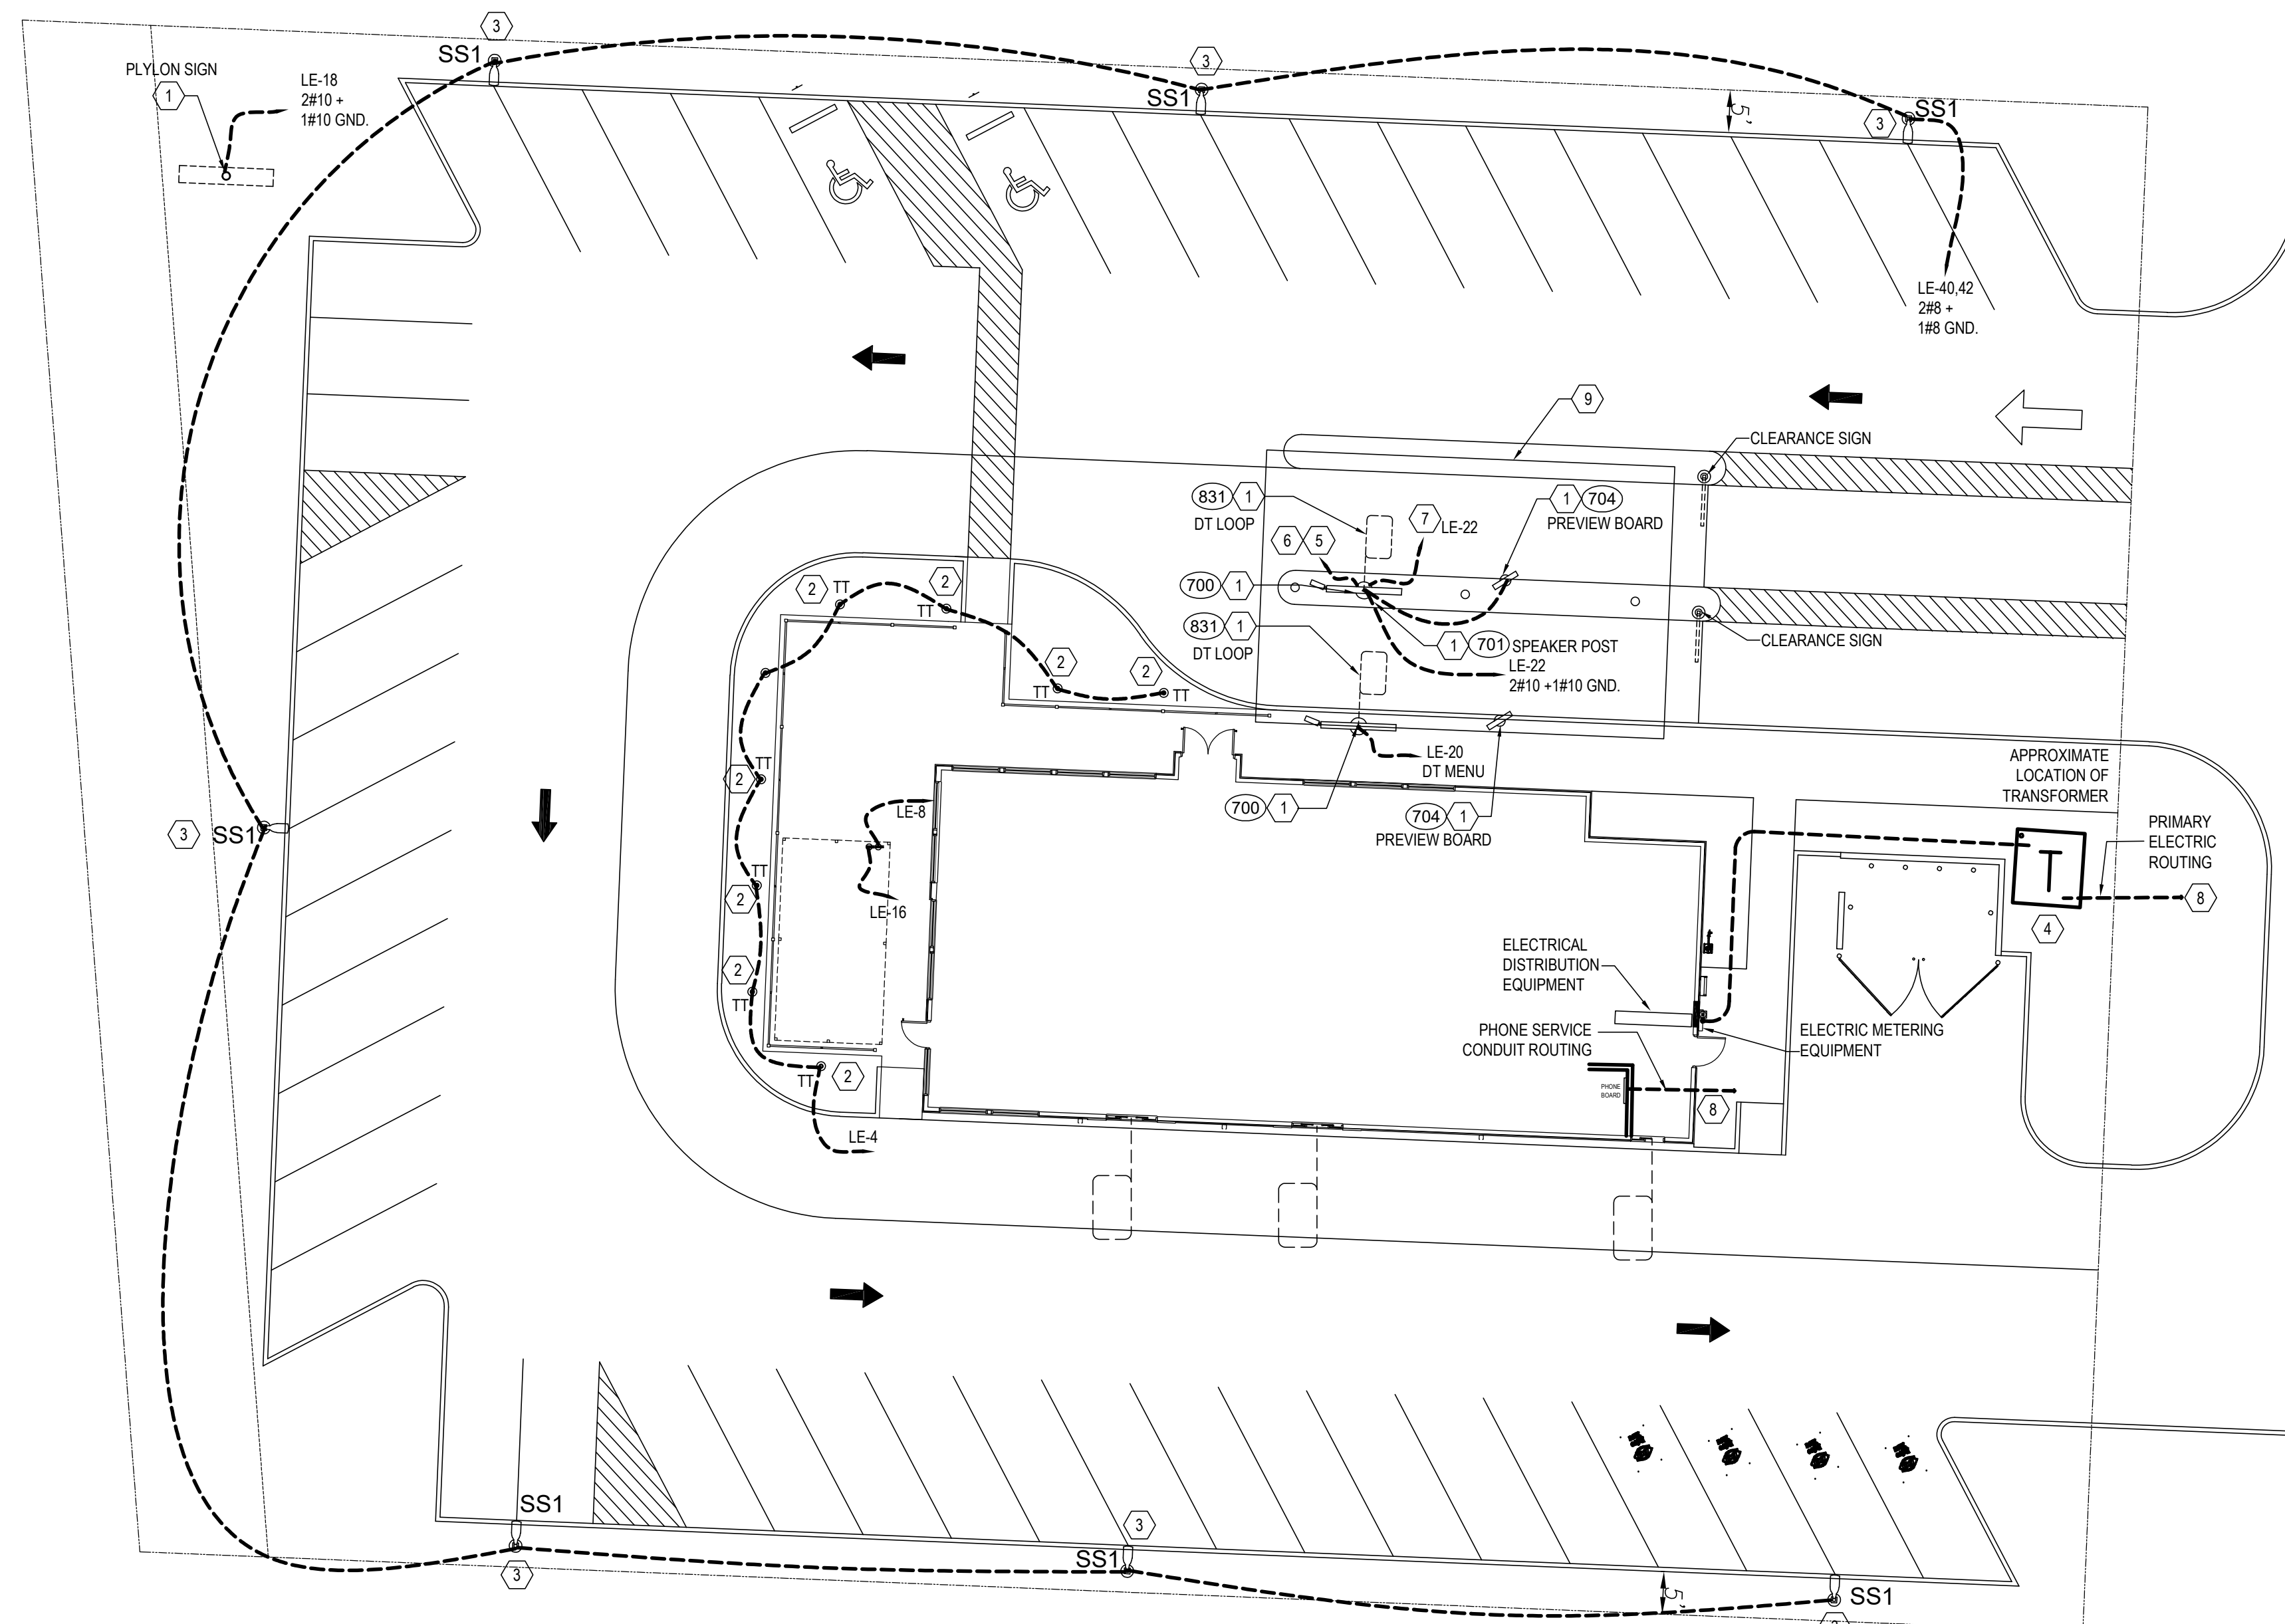 3
SS1
3
SS1
SS1
3
5'
PLYLON SIGN
1
LE-18
2#10 +
1#10 GND.
LE-40,42
2#8 +
1#8 GND.
9
CLEARANCE SIGN
831 1
DT LOOP
7 LE-22
1 704
PREVIEW BOARD
6 5
700 1
831 1
DT LOOP
1 701 SPEAKER POST
LE-22
2#10 +1#10 GND.
CLEARANCE SIGN
2 TT
2
TT
2
TT
2
TT
TT
2
TT
2
2
TT
TT 2
LE-4
LE-8
LE-16
LE-20
DT MENU
700 1
704 1
PREVIEW BOARD
3 SS1
APPROXIMATE
LOCATION OF
TRANSFORMER
PRIMARY
ELECTRIC
ROUTING
T
8
4
ELECTRICAL
DISTRIBUTION
EQUIPMENT
PHONE SERVICE
CONDUIT ROUTING
ELECTRIC METERING
EQUIPMENT
PHONE
BOARD
8
SS1
3
3
SS1
5'
SS1